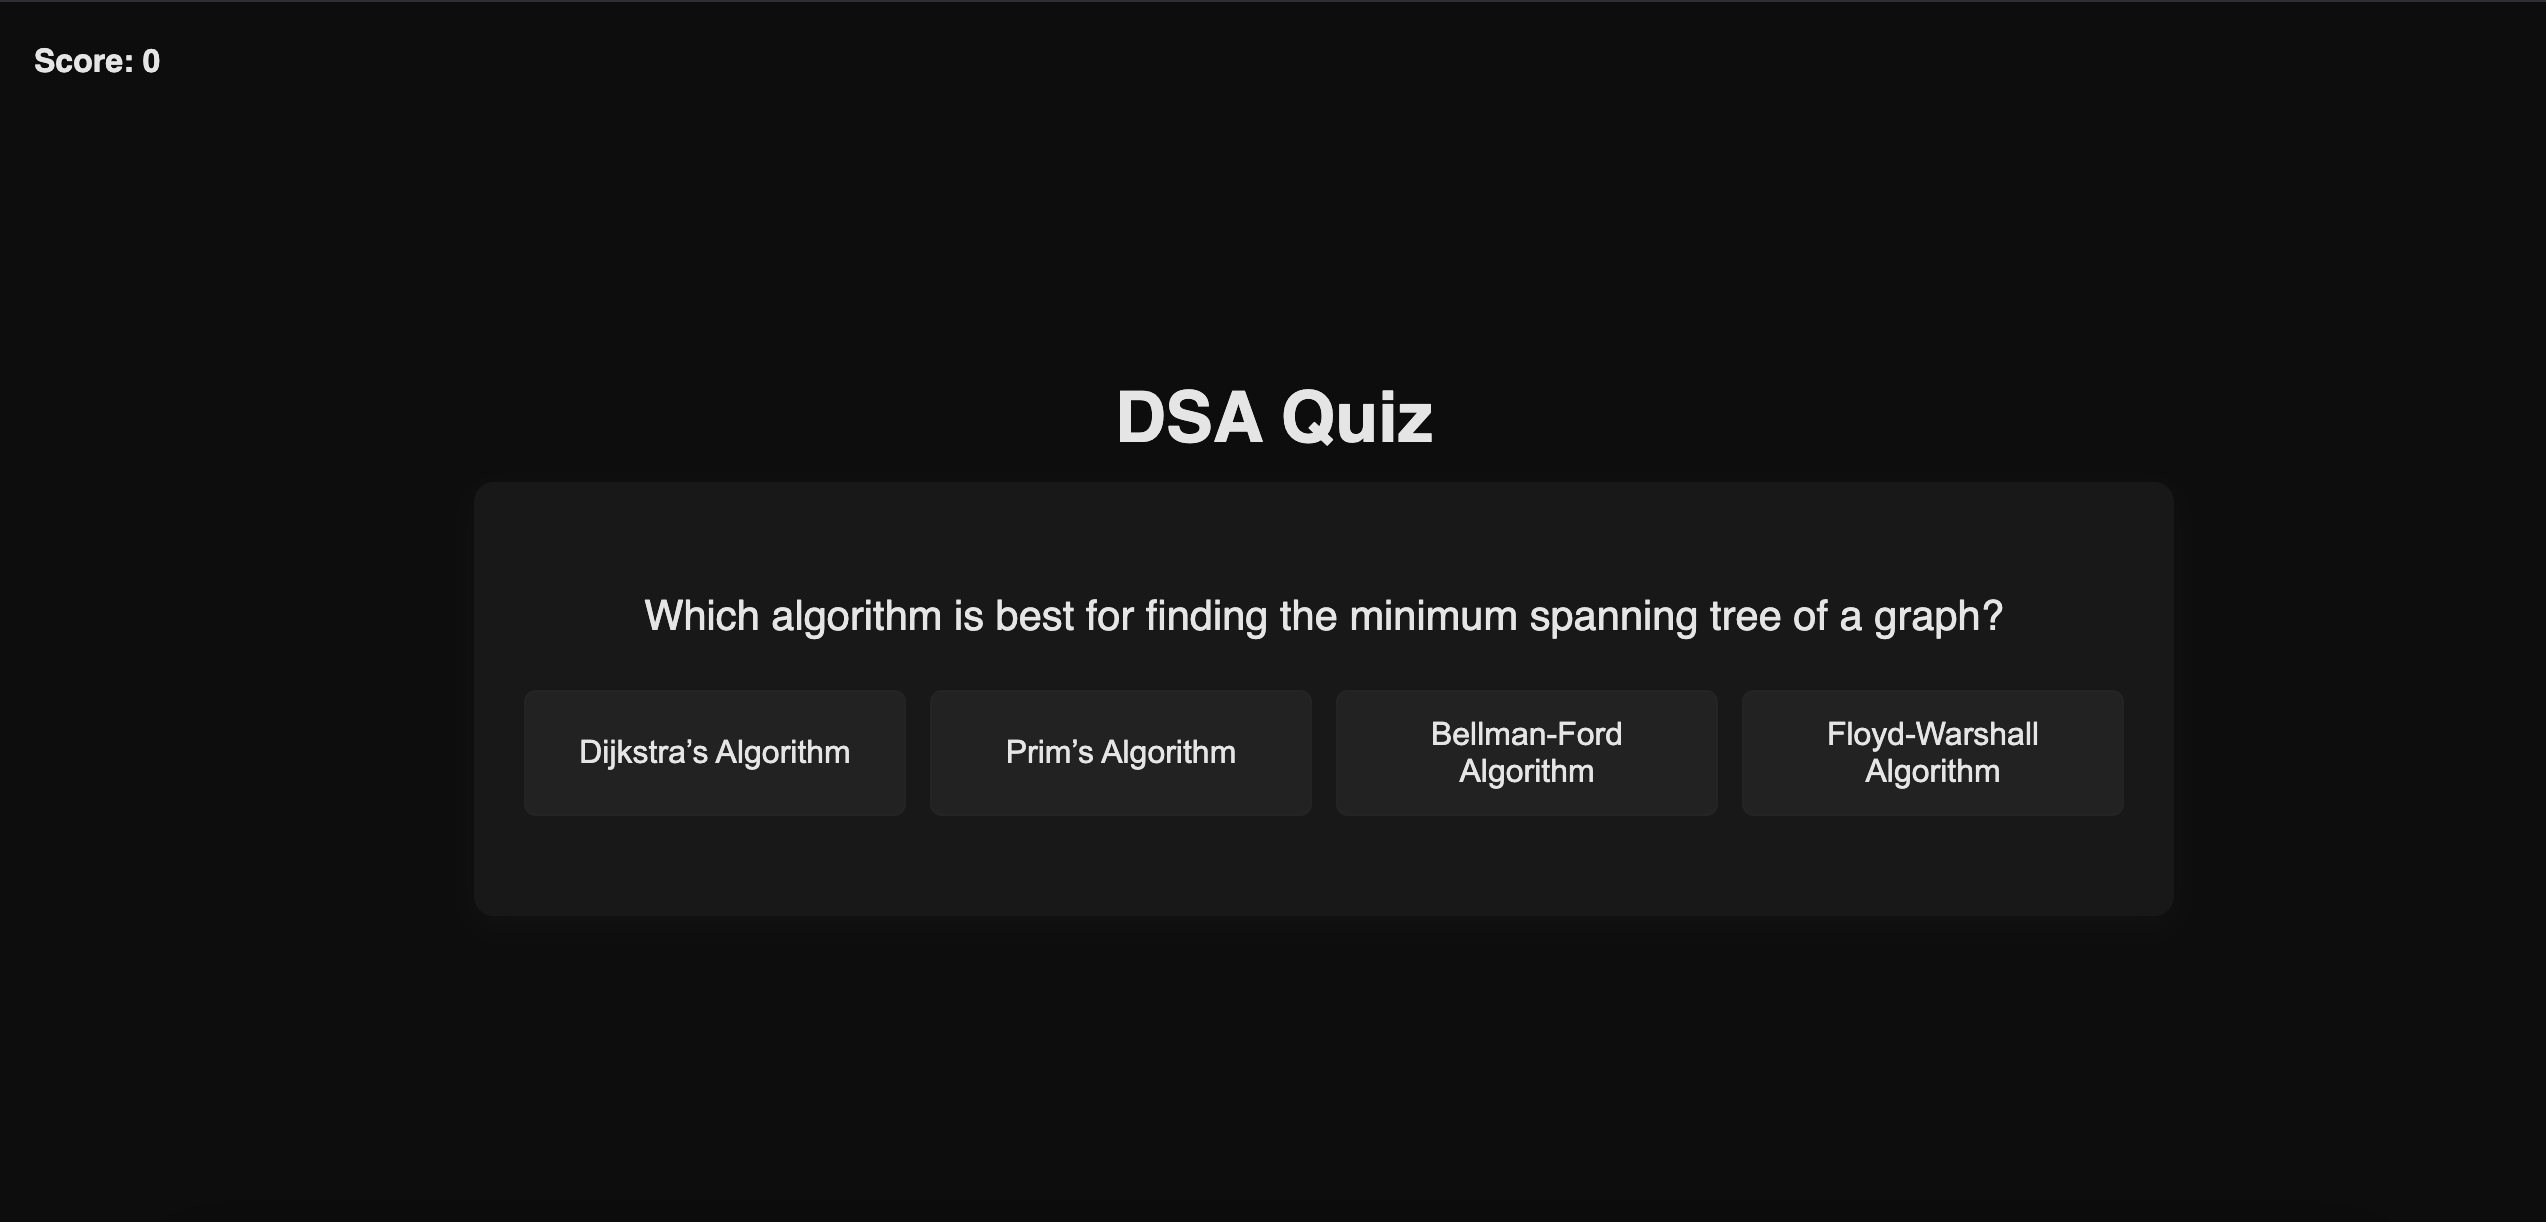 Score: 0
DSA Quiz
Which algorithm is best for finding the minimum spanning tree of a graph?
Dijkstra’s Algorithm
Prim’s Algorithm
Bellman-Ford
Algorithm
Floyd-Warshall
Algorithm